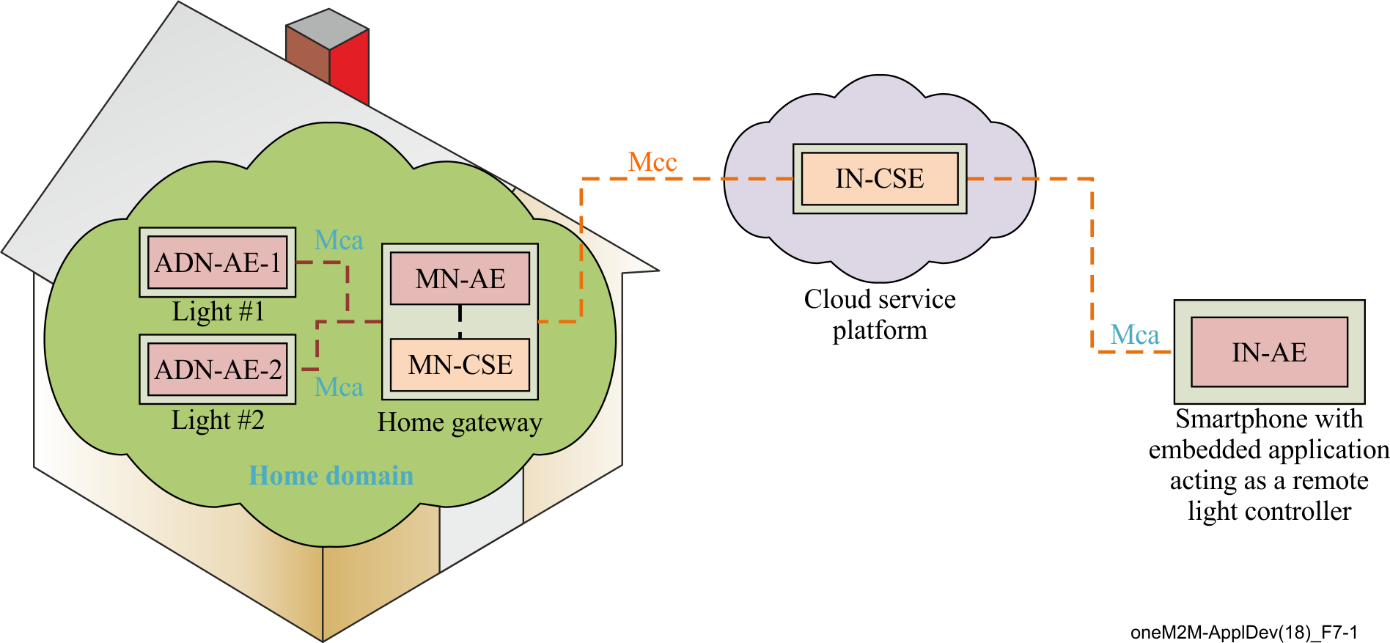 Mcc
IN-CSE
Mca
ADN-AE-1
MN-AE
Light #1
Cloud service
platform
ADN-AE-2
MN-CSE
Mca
IN-AE
Mca
Light #2
Home gateway
Smartphone with
embedded application
acting as a remote
light controller
Home domain
oneM2M-ApplDev(18)_F7-1